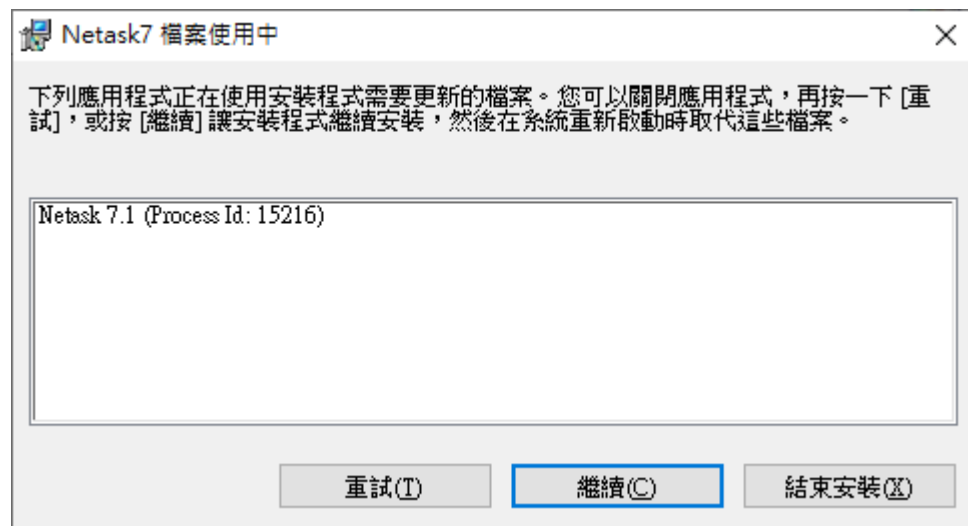 Netask7 檔案使用中
下列應用程式正在使用安裝程式需要更新的檔案。您可以關閉應用程式，再按一下 [重
試]，或按 [繼續] 讓安裝程式繼續安裝，然後在系統重新啟動時取代這些檔案。
Netask 7.1 (Process Id: 15216)
重試(T)
繼續(C)
結束安裝(X)